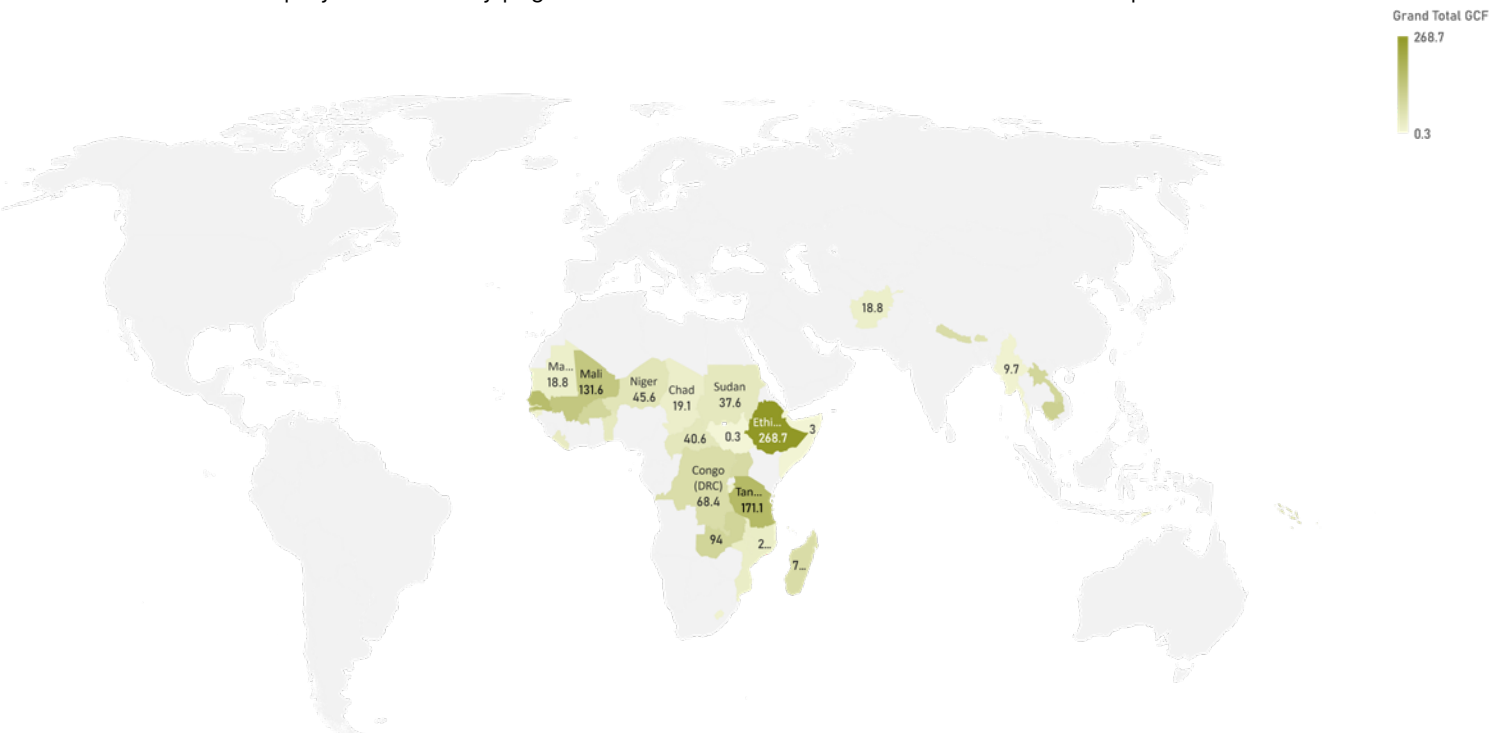 Grand Total GCF
268.7
0.3
18.8
9.7
Ma...
18.8
Mali
131.6
Niger
45.6
Chad
19.1
Sudan
37.6
Ethi...
268.7
3
40.6
0.3
Congo
(DRC)
68.4
Tan...
171.1
94
2...
7...